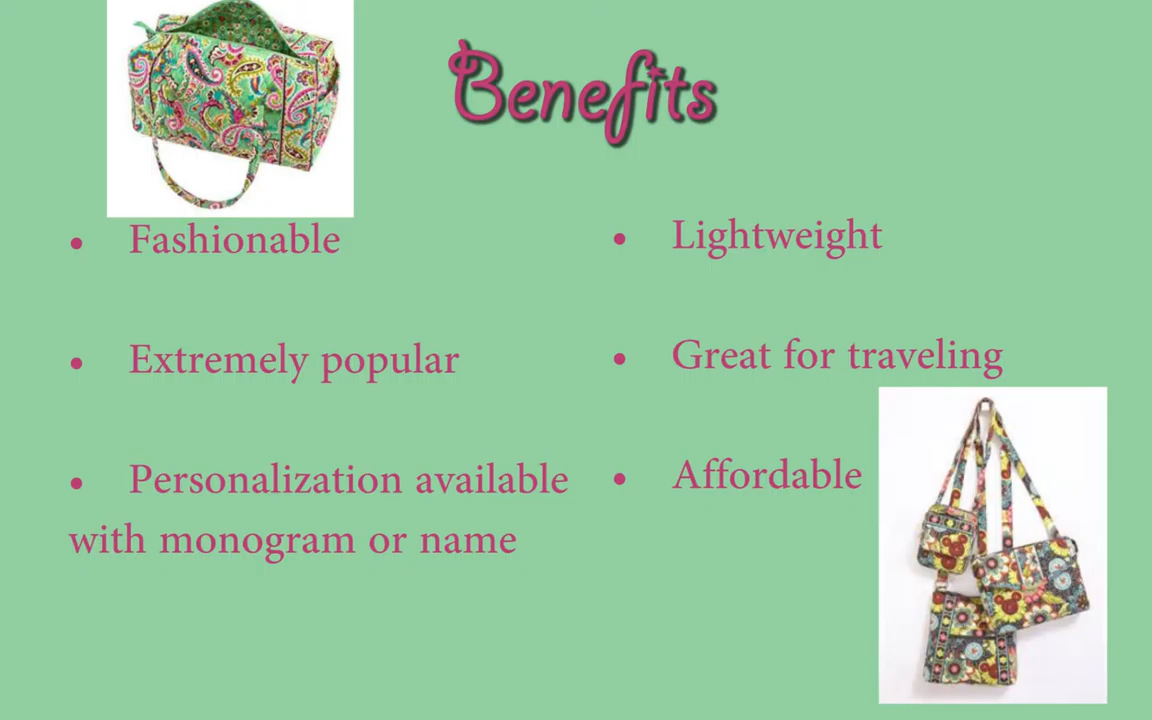 Benefits
• Fashionable
• Extremely popular
• Personalization available
with monogram or name
• Lightweight
• Great for traveling
• Affordable